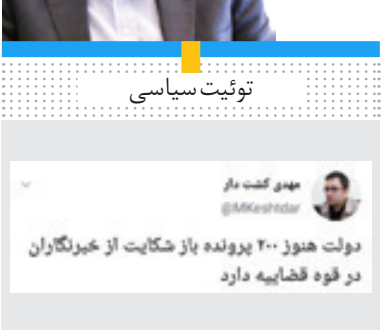 توئیت سیاسی
مهدی کشت دار
@MKeshtdar
دولت هنوز ۲۰۰ پرونده باز شکایت از خبرنگاران
در قوه قضاییه دارد